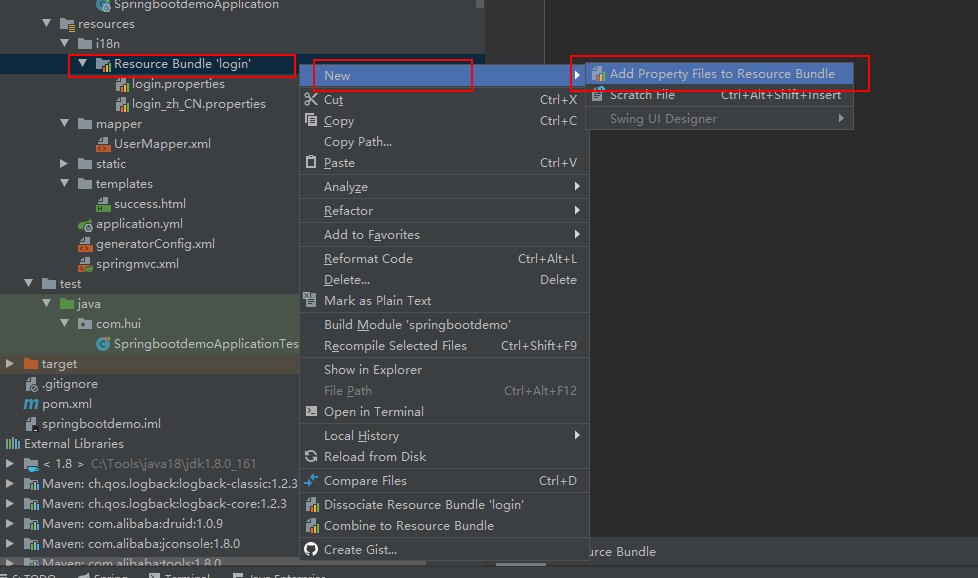 SpringbootdemoApplication
resources
i18n
Resource Bundle 'login'
login.properties
login_zh_CN.properties
mapper
UserMapper.xml
static
templates
success.html
application.yml
generatorConfig.xml
springmvc.xml
test
java
com.hui
SpringbootdemoApplicationTes
target
.gitignore
pom.xml
springbootdemo.iml
External Libraries
< 1.8 > C:\Tools\java18\jdk1.8.0_161
Maven: ch.qos.logback:logback-classic:1.2.3
Maven: ch.qos.logback:logback-core:1.2.3
Maven: com.alibaba:druid:1.0.9
Maven: com.alibaba:jconsole:1.8.0
Maven: com.alibaba:tools:1.8.0
New
Cut Ctrl+X
Copy Ctrl+C
Copy Path...
Paste Ctrl+V
Analyze
Refactor
Add to Favorites
Reformat Code Ctrl+Alt+L
Delete... Delete
Mark as Plain Text
Build Module 'springbootdemo'
Recompile Selected Files Ctrl+Shift+F9
Show in Explorer
File Path Ctrl+Alt+F12
Open in Terminal
Local History
Reload from Disk
Compare Files Ctrl+D
Dissociate Resource Bundle 'login'
Combine to Resource Bundle
Create Gist...
Add Property Files to Resource Bundle
Scratch File Ctrl+Alt+Shift+Insert
Swing UI Designer
urce Bundle
6: TODO Spring Terminal Java Enterprise